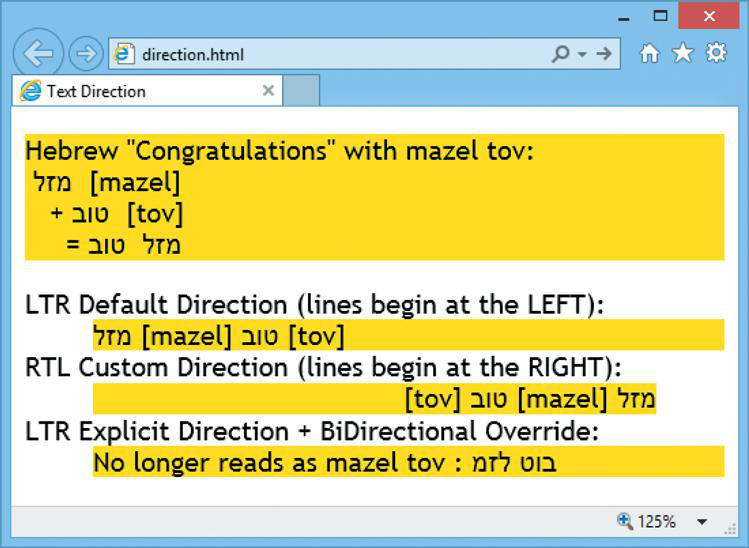 direction.html
Text Direction
Hebrew "Congratulations" with mazel tov:
מזל [mazel]
+ טוב [tov]
= מזל טוב
LTR Default Direction (lines begin at the LEFT):
מזל [mazel] טוב [tov]
RTL Custom Direction (lines begin at the RIGHT):
מזל [mazel] טוב [tov]
LTR Explicit Direction + BiDirectional Override:
No longer reads as mazel tov : בוט לזמ
125%